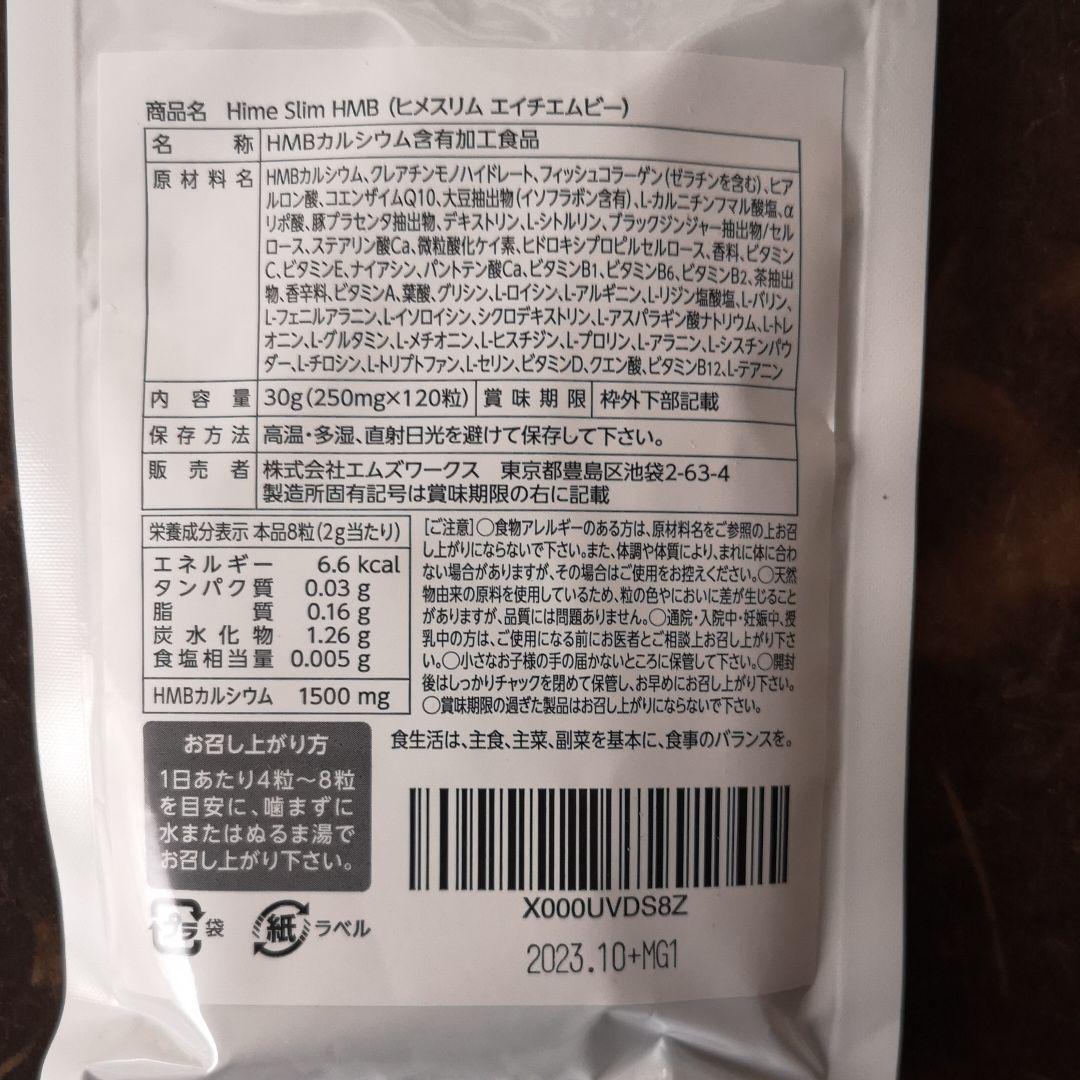 商品名 Hime Slim HMB（ヒメスリム エイチエムビー）
名称 HMBカルシウム含有加工食品
原材料名 HMBカルシウム、クレアチンモノハイドレート、フィッシュコラーゲン（ゼラチンを含む）、ヒア
ルロン酸、コエンザイムQ10、大豆抽出物（イソフラボン含有）、L-カルニチンフマル酸塩、α
リポ酸、豚プラセンタ抽出物、デキストリン、L-シトルリン、ブラックジンジャー抽出物/セル
ロース、ステアリン酸Ca、微粒酸化ケイ素、ヒドロキシプロピルセルロース、香料、ビタミン
C、ビタミンE、ナイアシン、パントテン酸Ca、ビタミンB1、ビタミンB6、ビタミンB2、茶抽出
物、香辛料、ビタミンA、葉酸、グリシン、L-ロイシン、L-アルギニン、L-リジン塩酸塩、L-バリン、
L-フェニルアラニン、L-イソロイシン、シクロデキストリン、L-アスパラギン酸ナトリウム、L-トレ
オニン、L-グルタミン、L-メチオニン、L-ヒスチジン、L-プロリン、L-アラニン、L-シスチンパウ
ダー、L-チロシン、L-トリプトファン、L-セリン、ビタミンD、クエン酸、ビタミンB12、L-テアニン
内容量 30g（250mg×120粒） 賞味期限 枠外下部記載
保存方法 高温・多湿、直射日光を避けて保存して下さい。
販売者 株式会社エムズワークス 東京都豊島区池袋2-63-4
製造所固有記号は賞味期限の右に記載
栄養成分表示 本品8粒（2g当たり）
エネルギー 6.6 kcal
タンパク質 0.03 g
脂質 0.16 g
炭水化物 1.26 g
食塩相当量 0.005 g
HMBカルシウム 1500 mg
［ご注意］○食物アレルギーのある方は、原材料名をご参照の上お召
し上がりにならないで下さい。また、体調や体質により、まれに体に合わ
ない場合がありますが、その場合はご使用をお控えください。○天然
物由来の原料を使用しているため、粒の色やにおいに差が生じること
がありますが、品質には問題ありません。○通院・入院中・妊娠中、授
乳中の方は、ご使用になる前にお医者とご相談上お召し上がり下さ
い。○小さなお子様の手の届かないところに保管して下さい。○開封
後はしっかりチャックを閉めて保管し、お早めにお召し上がり下さい。
○賞味期限の過ぎた製品はお召し上がりにならないで下さい。
お召し上がり方
1日あたり4粒～8粒
を目安に、噛まずに
水またはぬるま湯で
お召し上がり下さい。
食生活は、主食、主菜、副菜を基本に、食事のバランスを。
X000UVDS8Z
プラ 袋 紙 ラベル
2023.10+MG1